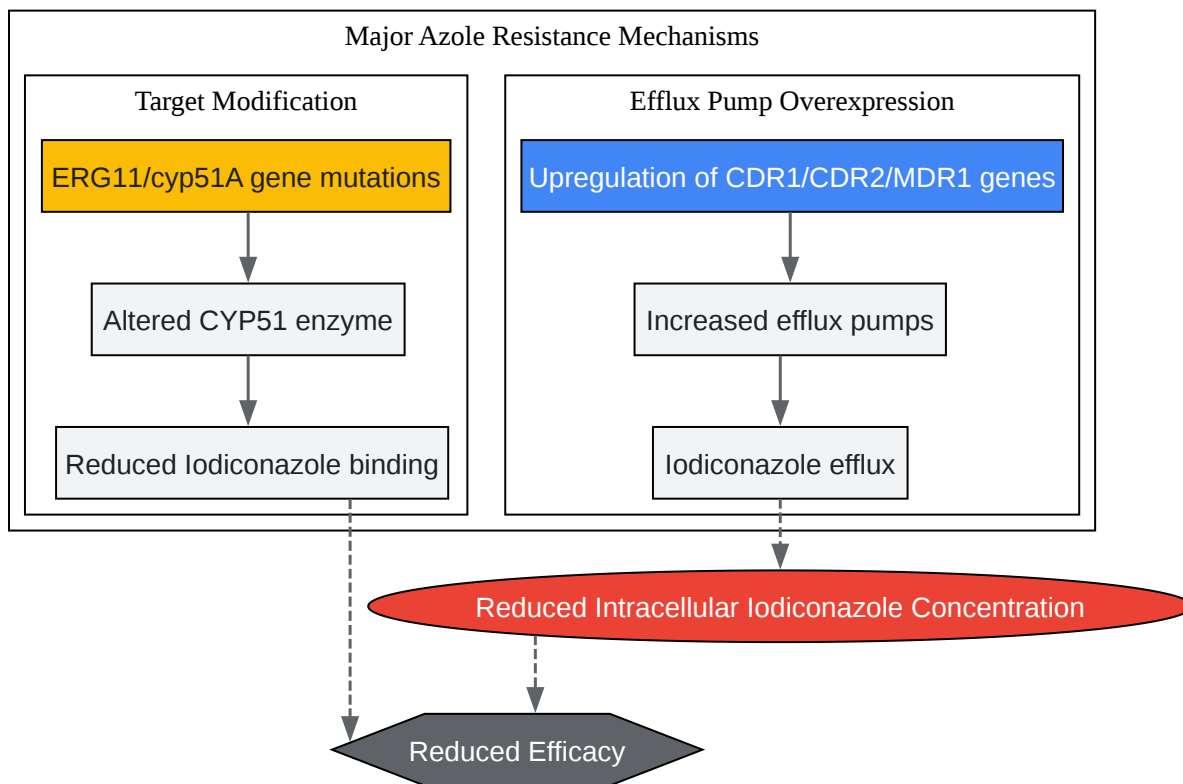 Major Azole Resistance Mechanisms
Target Modification
ERG11/cyp51A gene mutations
Altered CYP51 enzyme
Reduced Iodiconazole binding
Efflux Pump Overexpression
Upregulation of CDR1/CDR2/MDR1 genes
Increased efflux pumps
Iodiconazole efflux
Reduced Intracellular Iodiconazole Concentration
Reduced Efficacy